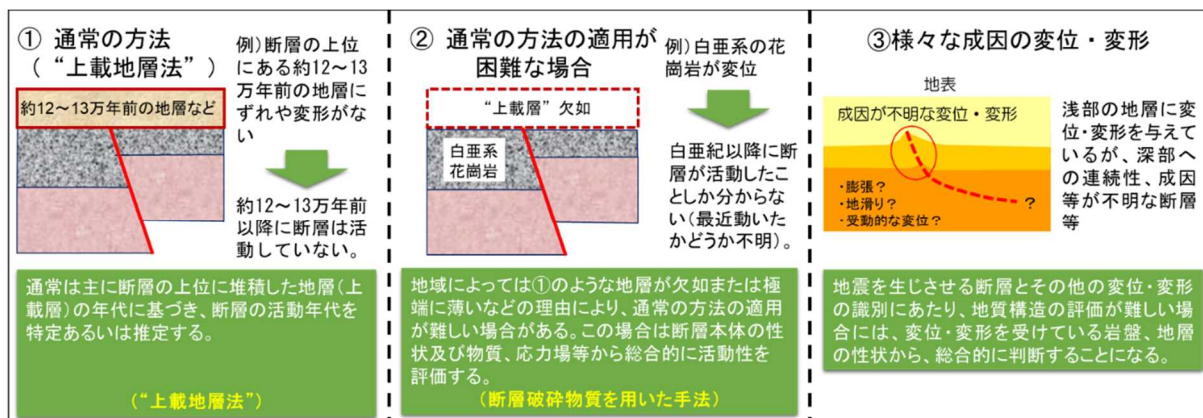 ① 通常の方法
（“上載地層法”）
例）断層の上位
にある約12～13
万年前の地層に
ずれや変形がな
い
約12～13万年前の地層など
約12～13万年前
以降に断層は活
動していない。
通常は主に断層の上位に堆積した地層（上
載層）の年代に基づき、断層の活動年代を
特定あるいは推定する。
（“上載地層法”）
② 通常の方法の適用が
困難な場合
例）白亜系の花
崗岩が変位
“上載層”欠如
白亜系
花崗岩
白亜紀以降に断
層が活動したこ
としか分からな
い（最近動いた
かどうか不明）。
地域によっては①のような地層が欠如または極
端に薄いなどの理由により、通常の方法の適用
が難しい場合がある。この場合は断層本体の性
状及び物質、応力場等から総合的に活動性を
評価する。
（断層破砕物質を用いた手法）
③様々な成因の変位・変形
地表
成因が不明な変位・変形
・膨張？
・地滑り？
・受動的な変位？
？
浅部の地層に変
位・変形を与えて
いるが、深部へ
の連続性、成因
等が不明な断層
等
地震を生じさせる断層とその他の変位・変形
の識別にあたり、地質構造の評価が難しい場
合には、変位・変形を受けている岩盤、地層
の性状から、総合的に判断することになる。